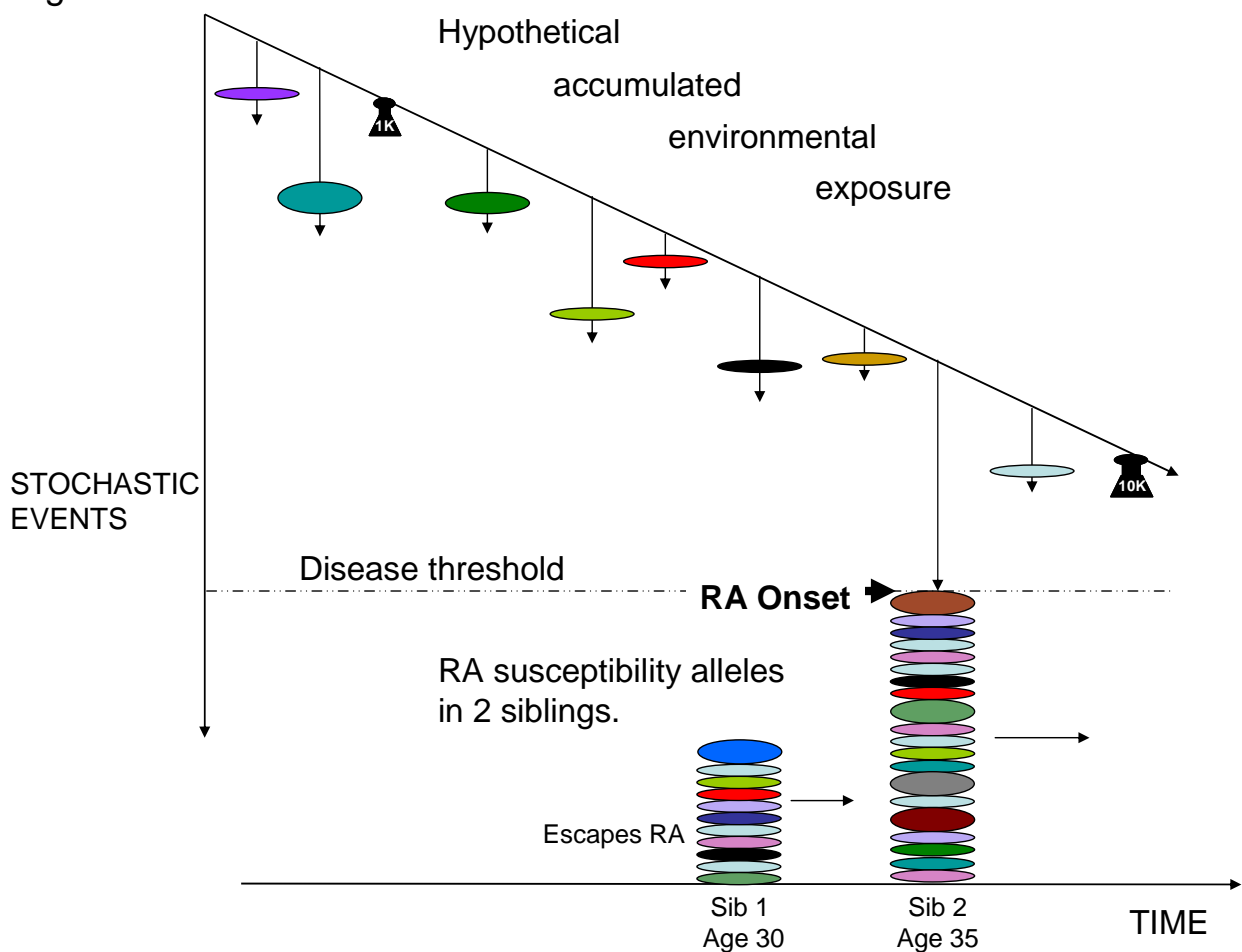 Hypothetical
accumulated
environmental
exposure
1K
10K
STOCHASTIC
EVENTS
Disease threshold
RA Onset
RA susceptibility alleles
in 2 siblings.
Escapes RA
Sib 1
Age 30
Sib 2
Age 35
TIME